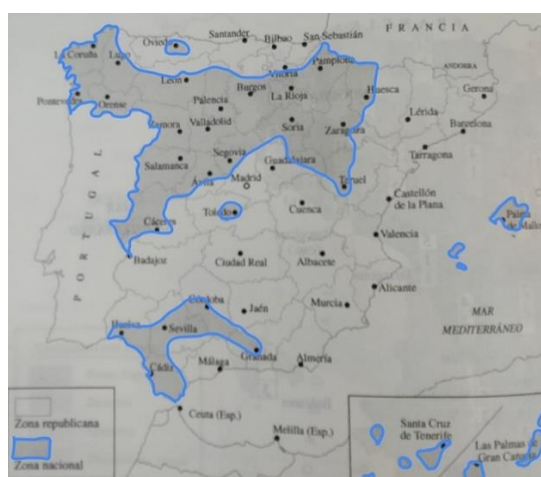 FRANCIA
Oviedo
Santander
Bilbao
San Sebastián
La Coruña
Lugo
León
Vitoria
Pamplona
ANDORRA
Pontevedra
Orense
Burgos
La Rioja
Huesca
Gerona
Palencia
Zamora
Valladolid
Soria
Zaragoza
Lérida
Barcelona
Tarragona
Segovia
Salamanca
Guadalajara
Ávila
Madrid
Teruel
PORTUGAL
Toledo
Cuenca
Castellón
de la Plana
Palma
de Mallo
Cáceres
Valencia
Badajoz
Ciudad Real
Albacete
Alicante
Córdoba
Jaén
Murcia
MAR
MEDITERRÁNEO
Huelva
Sevilla
Granada
Almería
Cádiz
Málaga
Ceuta (Esp.)
Melilla (Esp.)
Zona republicana
Zona nacional
Santa Cruz
de Tenerife
Las Palmas de
Gran Canaria